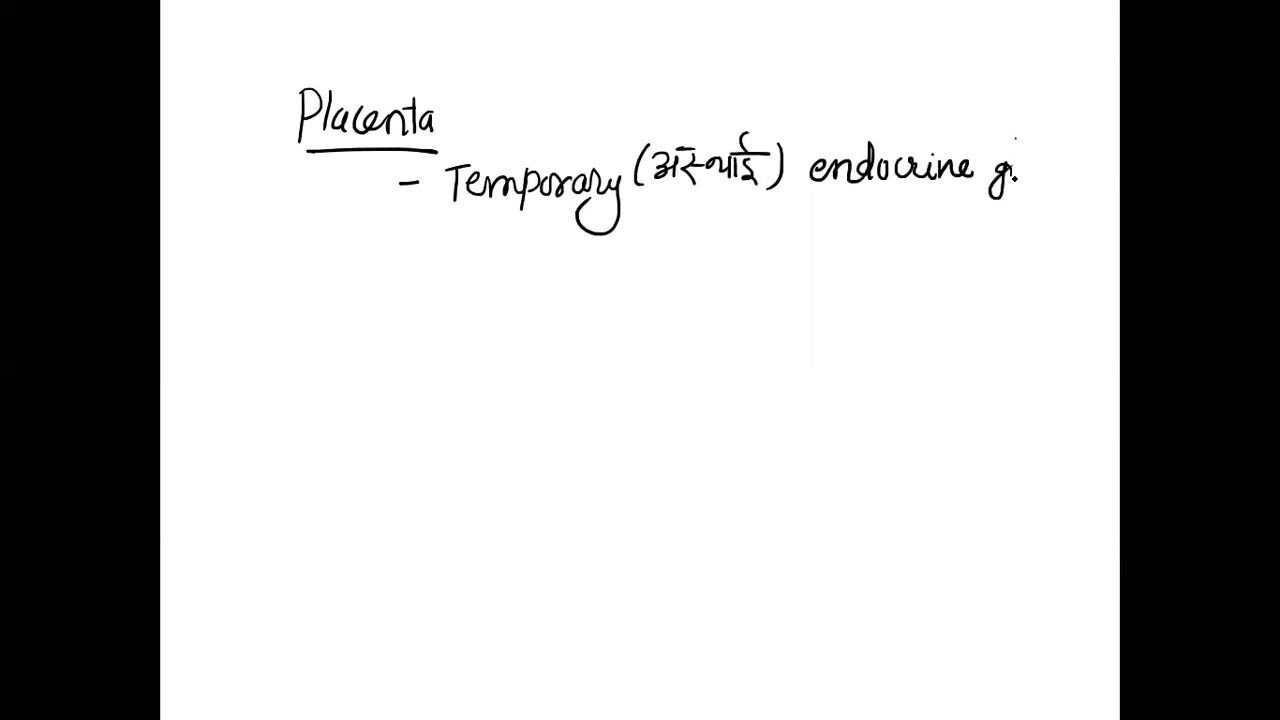 Placenta
- Temporary (अस्थाई) endocrine g